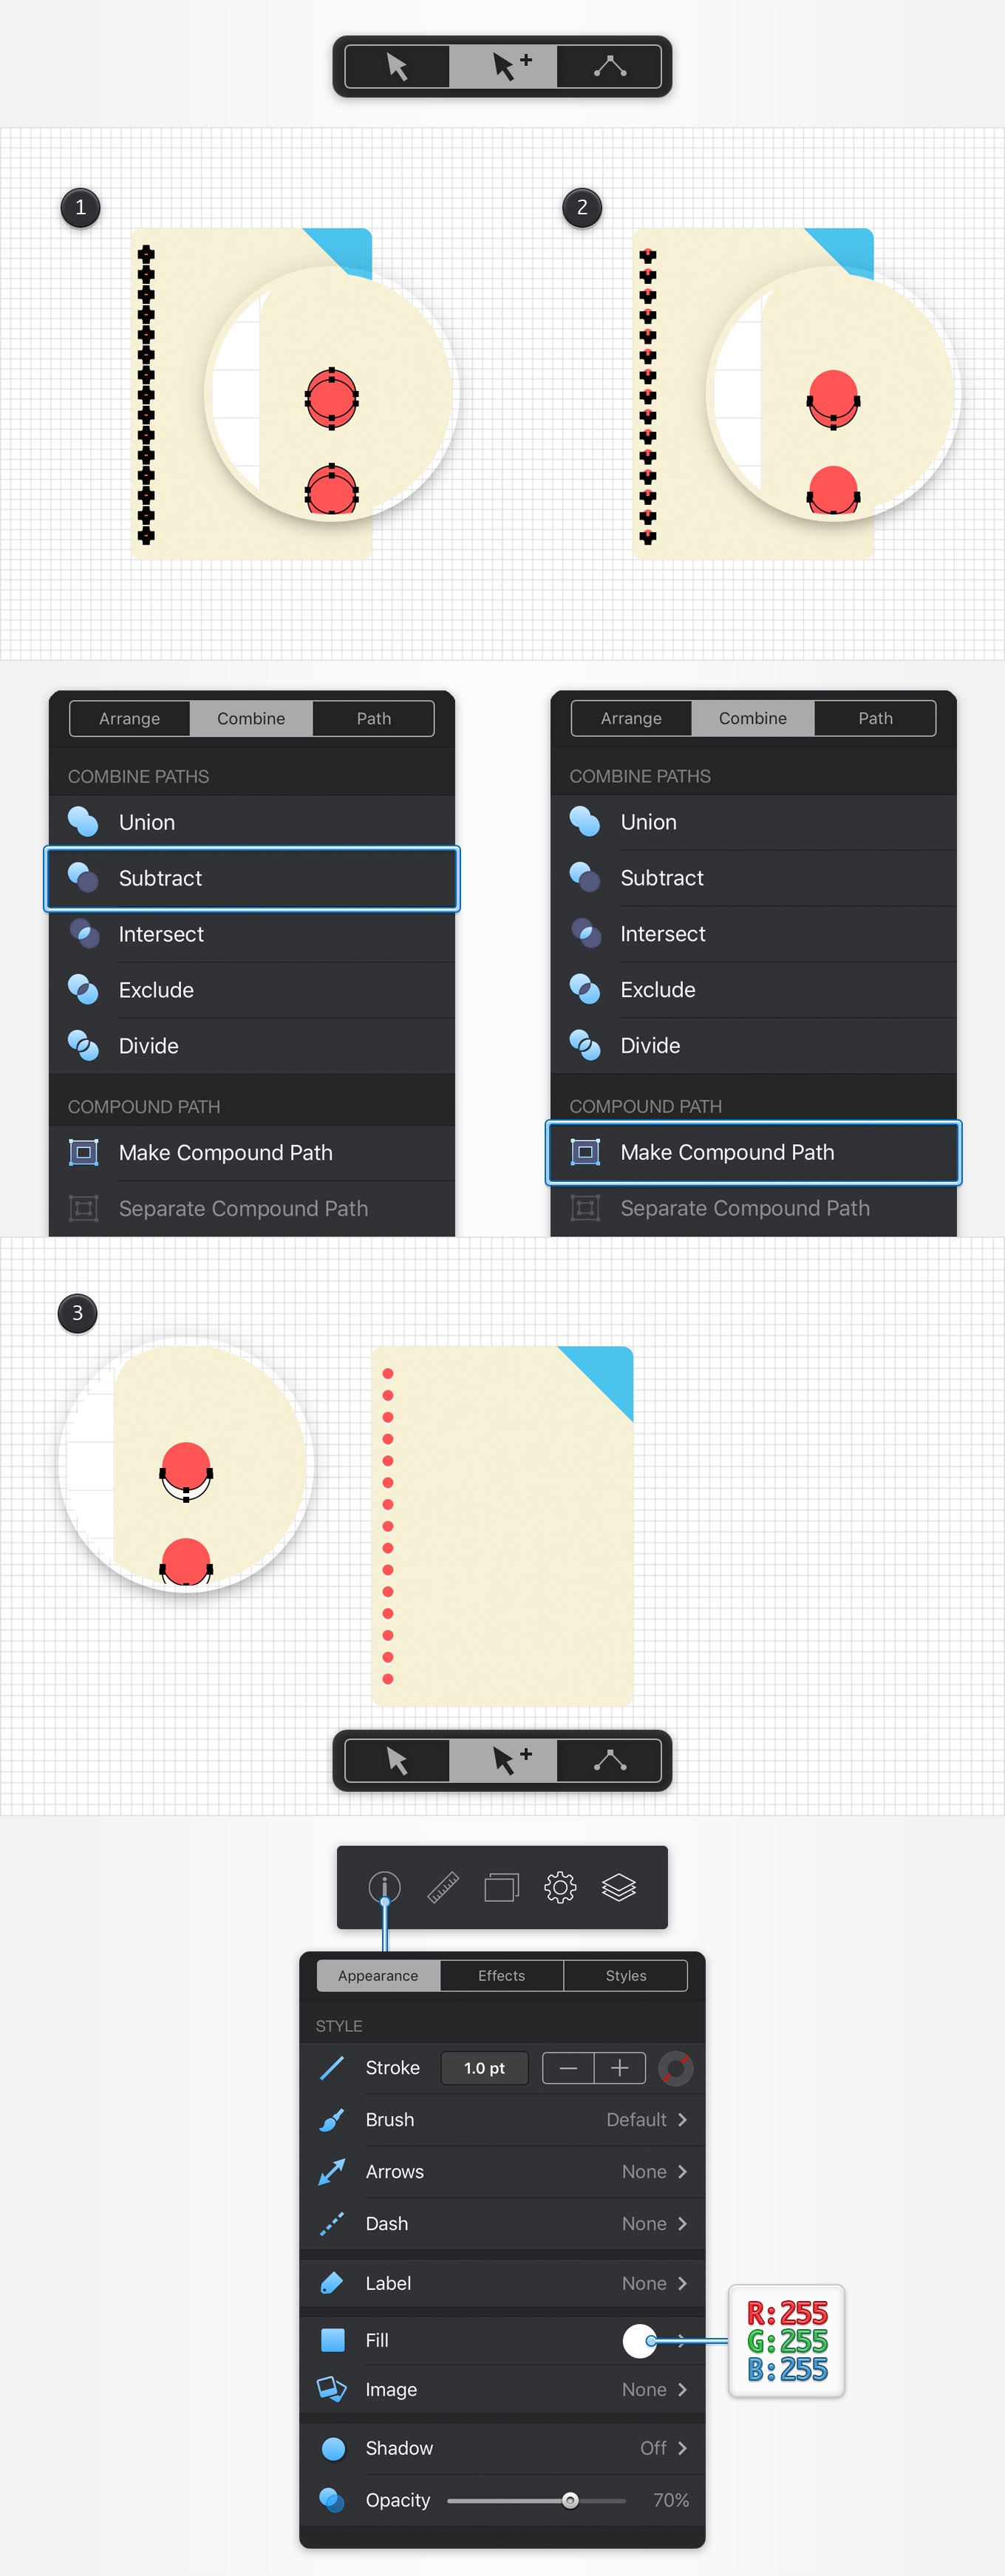 1
2
Arrange Combine Path
COMBINE PATHS
Union
Subtract
Intersect
Exclude
Divide
COMPOUND PATH
Make Compound Path
Separate Compound Path
Arrange Combine Path
COMBINE PATHS
Union
Subtract
Intersect
Exclude
Divide
COMPOUND PATH
Make Compound Path
Separate Compound Path
3
Appearance Effects Styles
STYLE
Stroke 1.0 pt
Brush Default
Arrows None
Dash None
Label None
Fill
R:255
G:255
B:255
Image None
Shadow Off
Opacity 70%